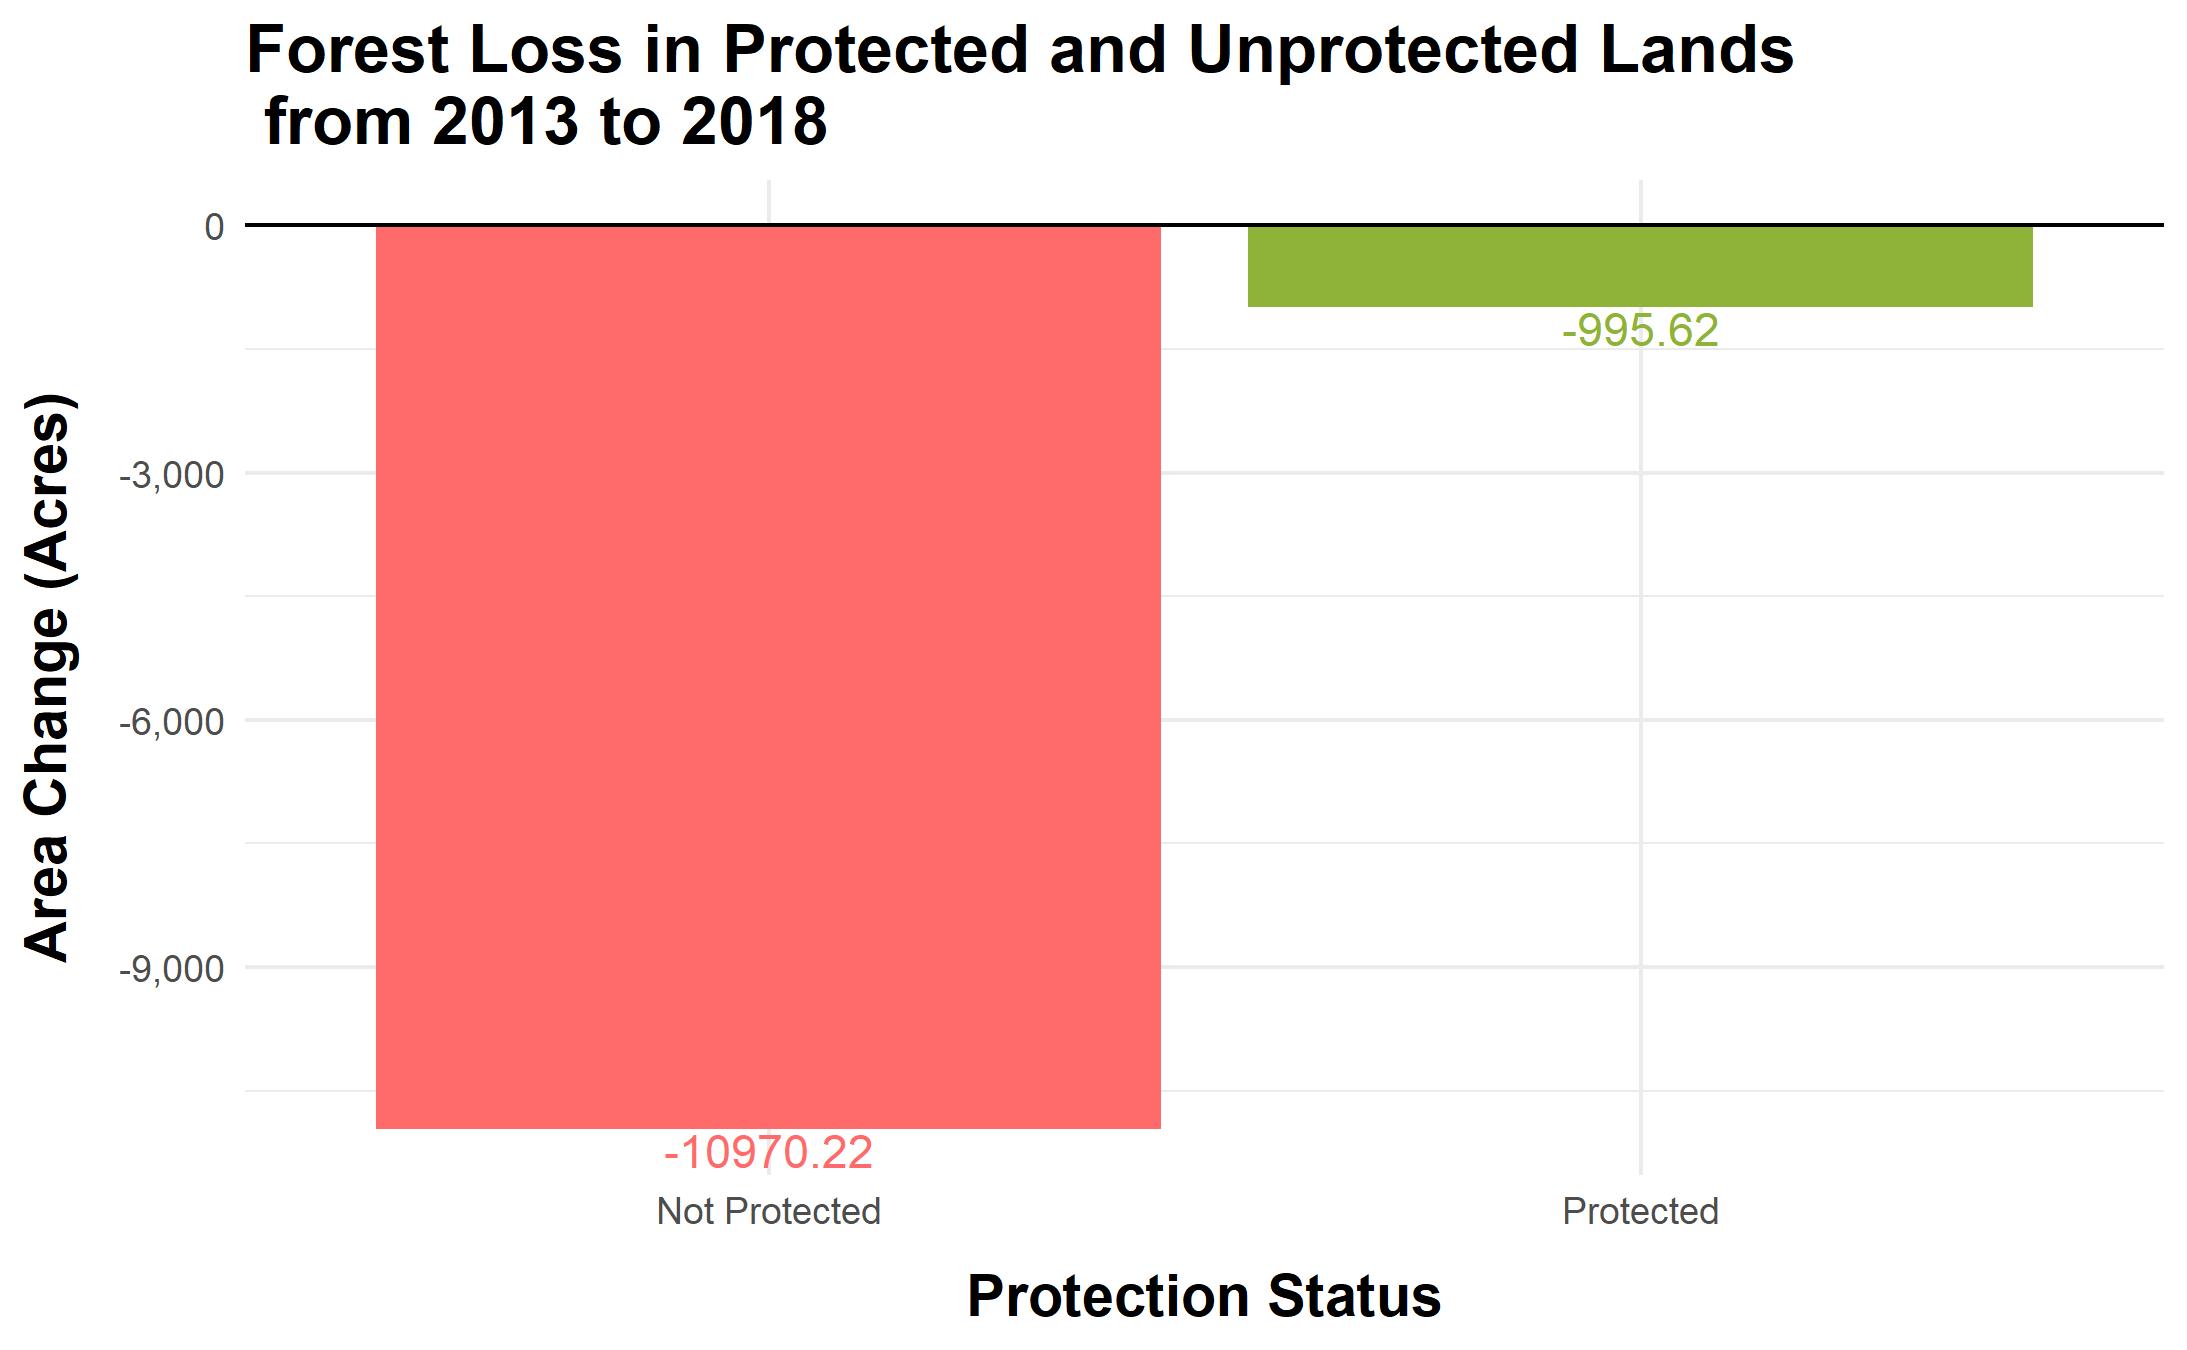 Forest Loss in Protected and Unprotected Lands
from 2013 to 2018
Area Change (Acres)
0
-3,000
-6,000
-9,000
-995.62
-10970.22
Not Protected
Protected
Protection Status